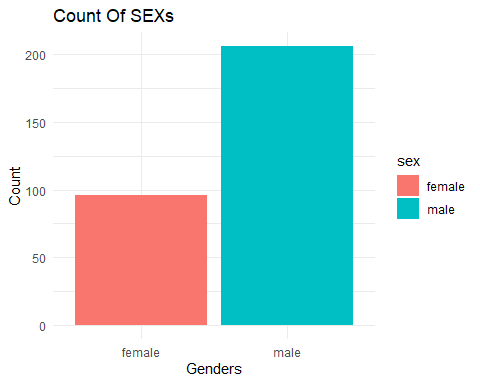 Count Of SEXs
200
150
100
50
0
Count
female
male
Genders
sex
female
male